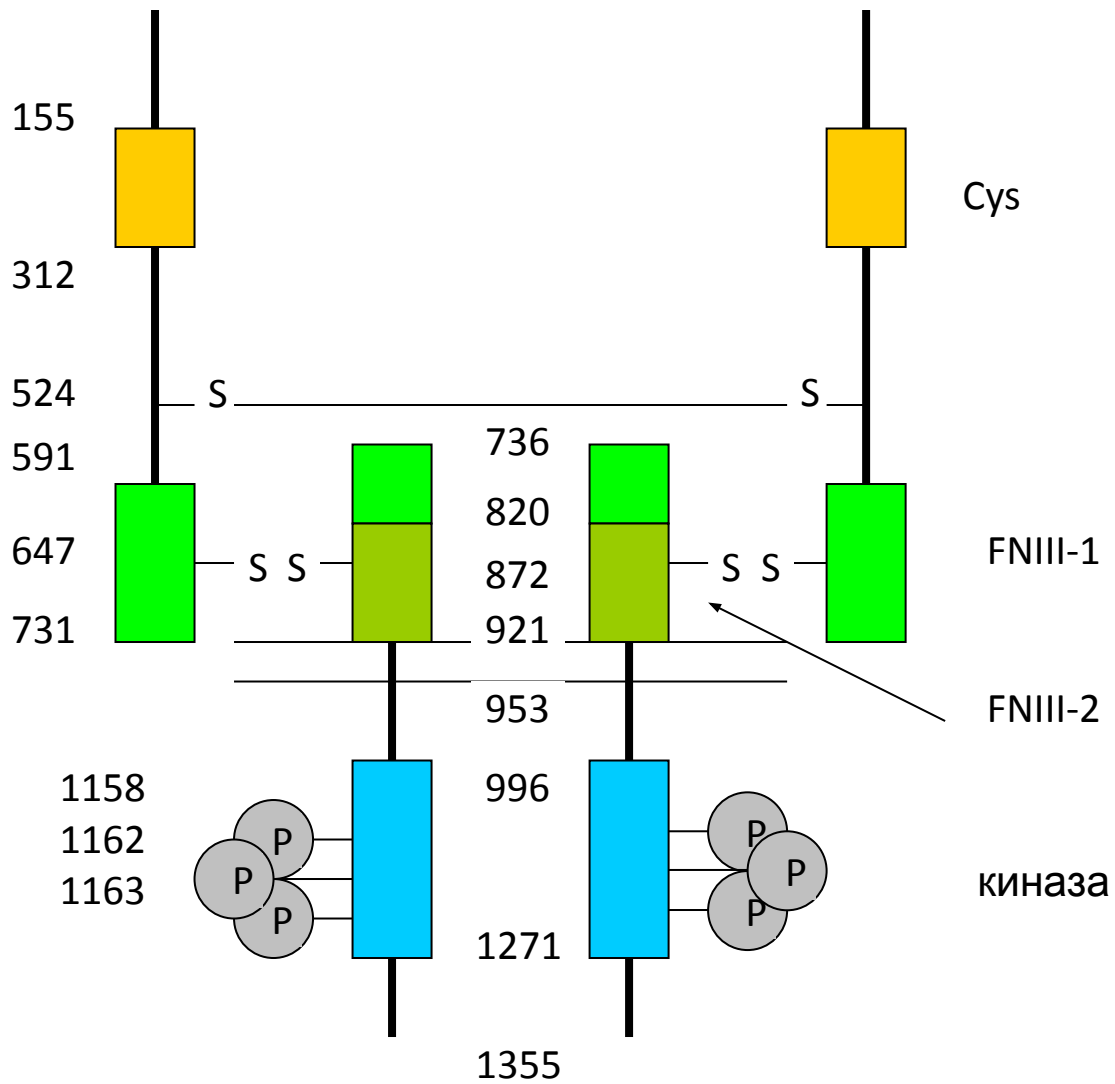 155
Cys
312
524
S S
591
736
820
647
S S
872
S S
FNIII-1
731
921
953
FNIII-2
1158
996
1162
P P
P P
1163
киназа
P P
1271
1355